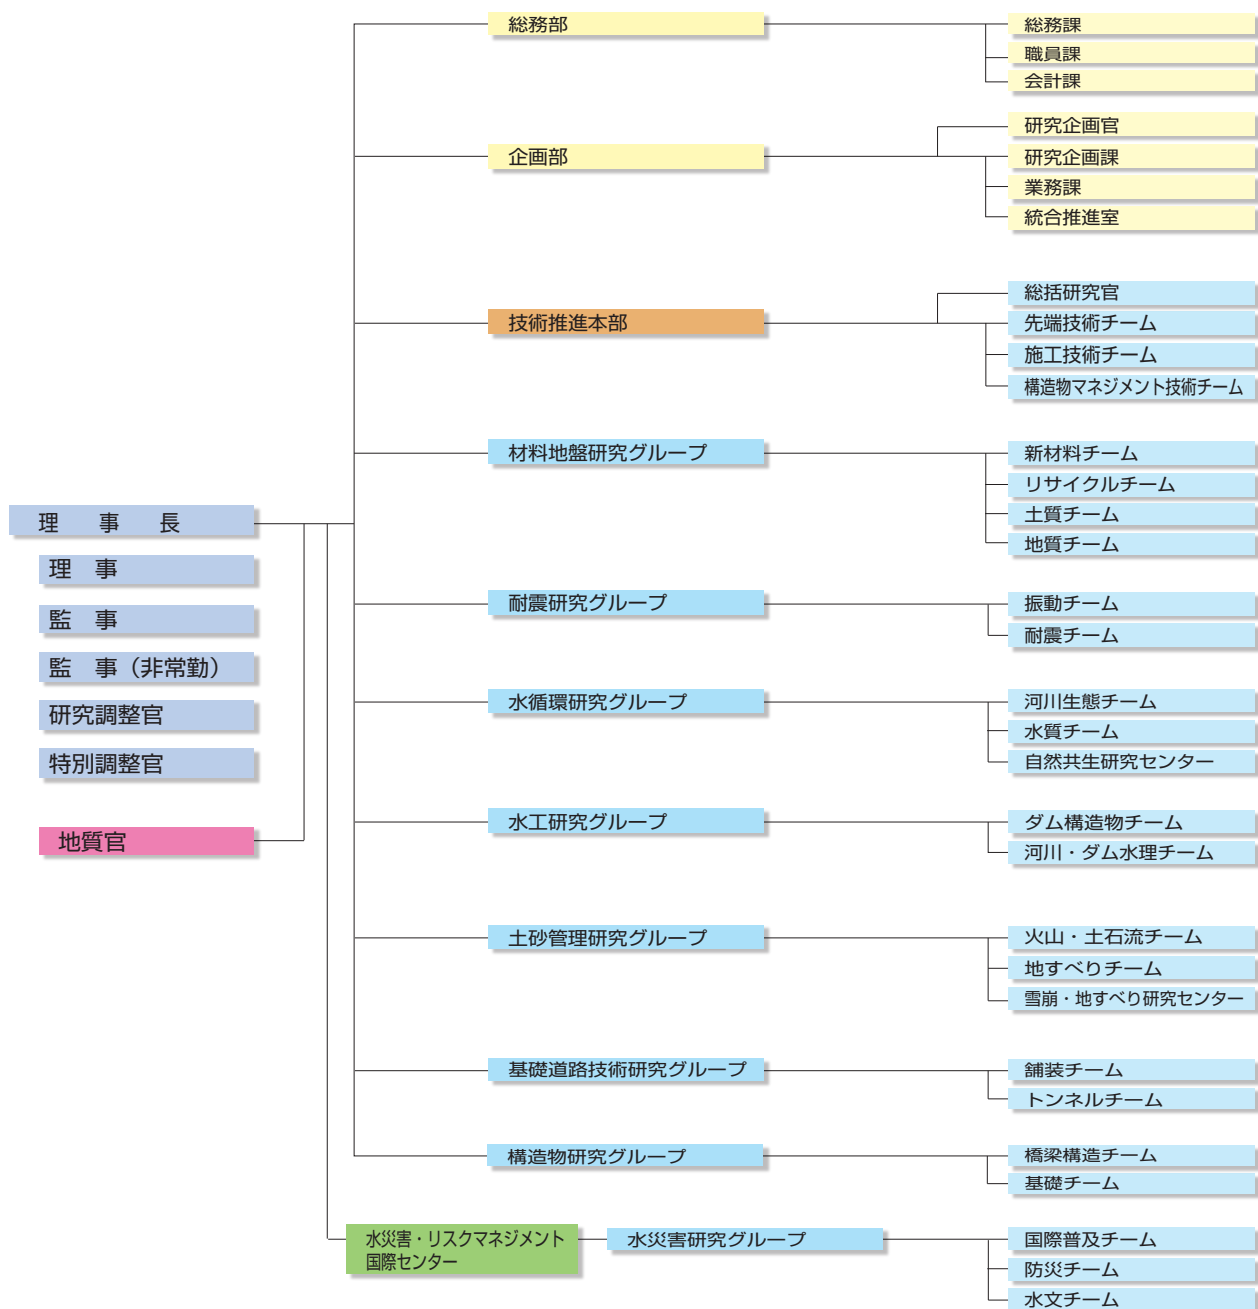 総務部
総務課
職員課
会計課
企画部
研究企画官
研究企画課
業務課
統合推進室
技術推進本部
総括研究官
先端技術チーム
施工技術チーム
構造物マネジメント技術チーム
材料地盤研究グループ
新材料チーム
リサイクルチーム
土質チーム
地質チーム
理　事　長
理　事
監　事
監　事（非常勤）
研究調整官
特別調整官
地質官
耐震研究グループ
振動チーム
耐震チーム
水循環研究グループ
河川生態チーム
水質チーム
自然共生研究センター
水工研究グループ
ダム構造物チーム
河川・ダム水理チーム
土砂管理研究グループ
火山・土石流チーム
地すべりチーム
雪崩・地すべり研究センター
基礎道路技術研究グループ
舗装チーム
トンネルチーム
構造物研究グループ
橋梁構造チーム
基礎チーム
水災害・リスクマネジメント
国際センター
水災害研究グループ
国際普及チーム
防災チーム
水文チーム